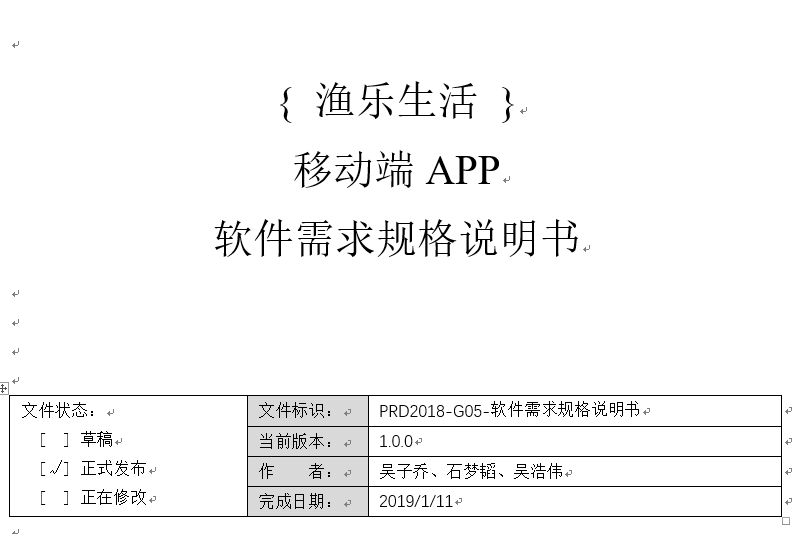 { 渔乐生活 }
移动端 APP
软件需求规格说明书
文件状态：
[ ] 草稿
[√] 正式发布
[ ] 正在修改
文件标识： PRD2018-G05-软件需求规格说明书
当前版本： 1.0.0
作 者： 吴子乔、石梦韬、吴浩伟
完成日期： 2019/1/11